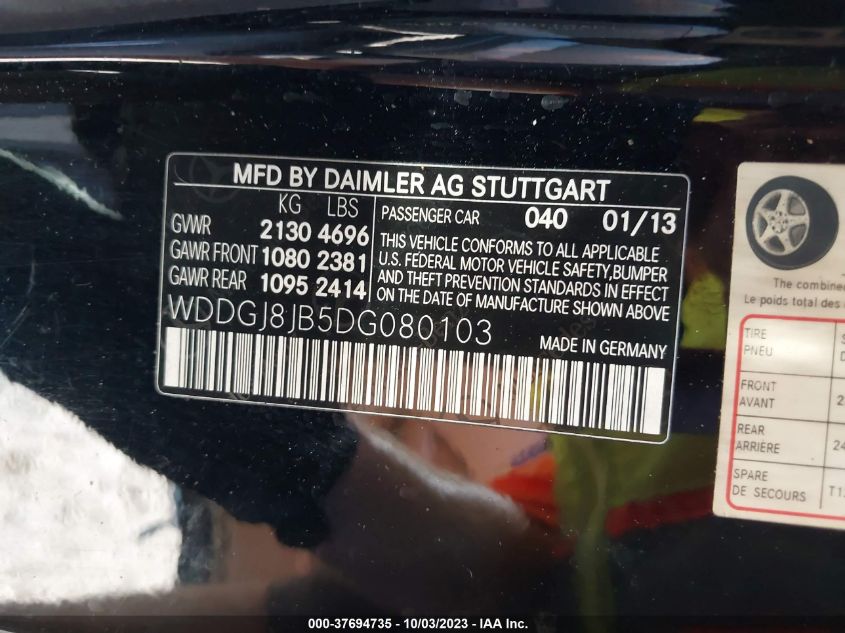 MFD BY DAIMLER AG STUTTGART
KG LBS
GVWR 2130 4696
GAWR FRONT 1080 2381
GAWR REAR 1095 2414
PASSENGER CAR 040 01/13
THIS VEHICLE CONFORMS TO ALL APPLICABLE
U.S. FEDERAL MOTOR VEHICLE SAFETY,BUMPER
AND THEFT PREVENTION STANDARDS IN EFFECT
ON THE DATE OF MANUFACTURE SHOWN ABOVE
WDDGJ8JB5DG080103
MADE IN GERMANY
The combined
Le poids total des
TIRE
PNEU
FRONT
AVANT
2
REAR
ARRIÈRE
24
SPARE
DE SECOURS
T1
000-37694735 - 10/03/2023 - IAA Inc.